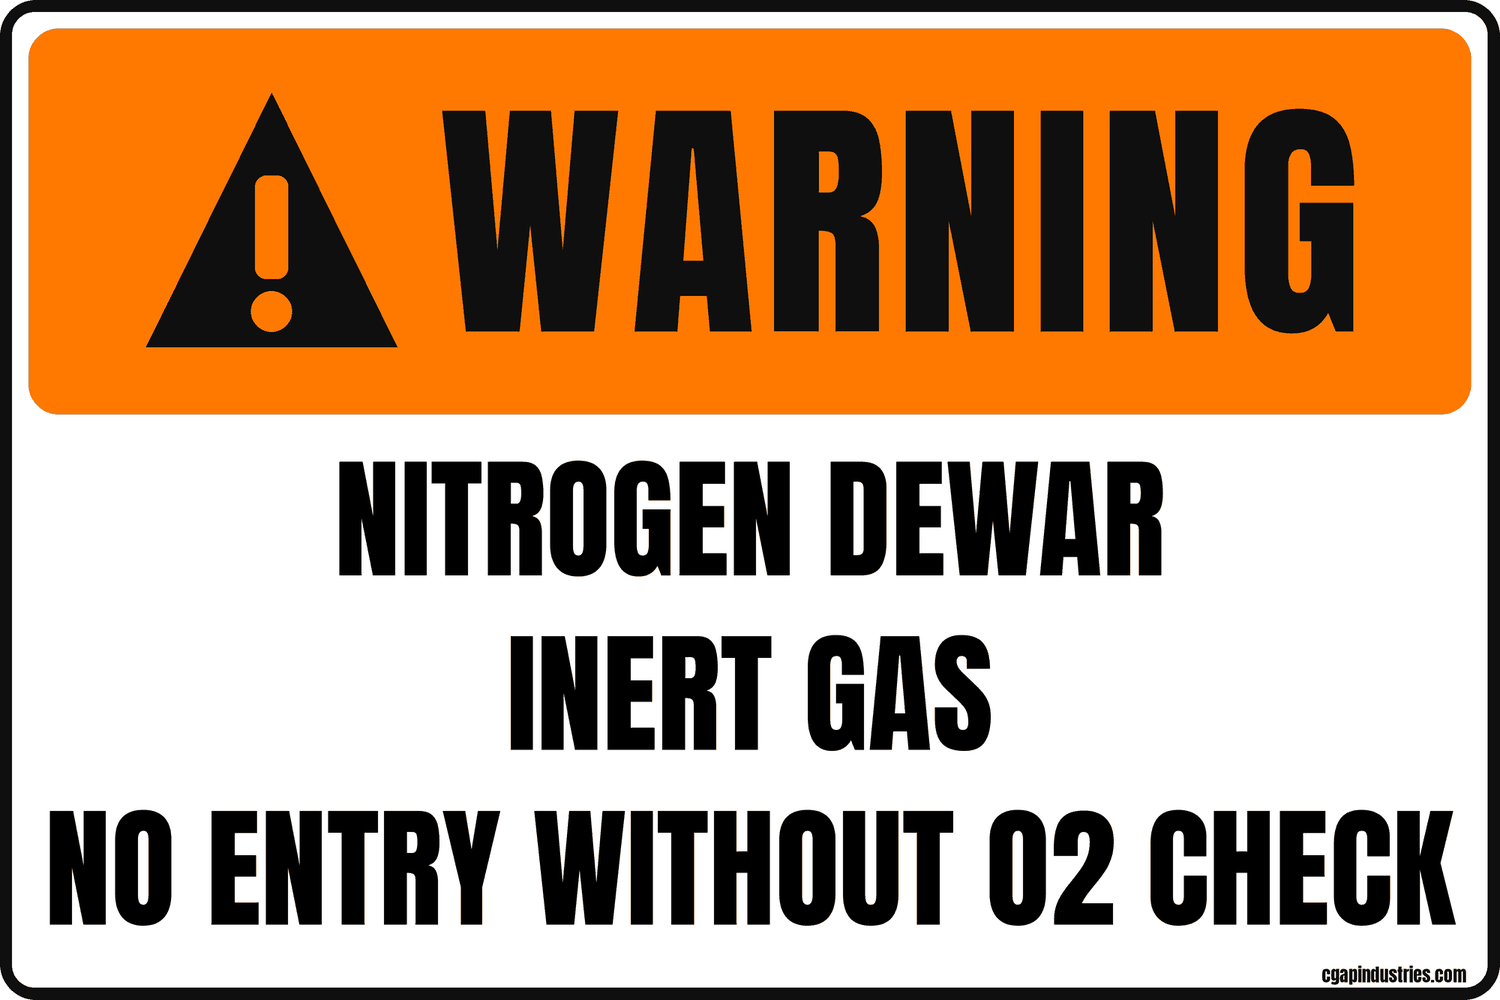 WARNING
NITROGEN DEWAR
INERT GAS
NO ENTRY WITHOUT O2 CHECK
cgapindustries.com